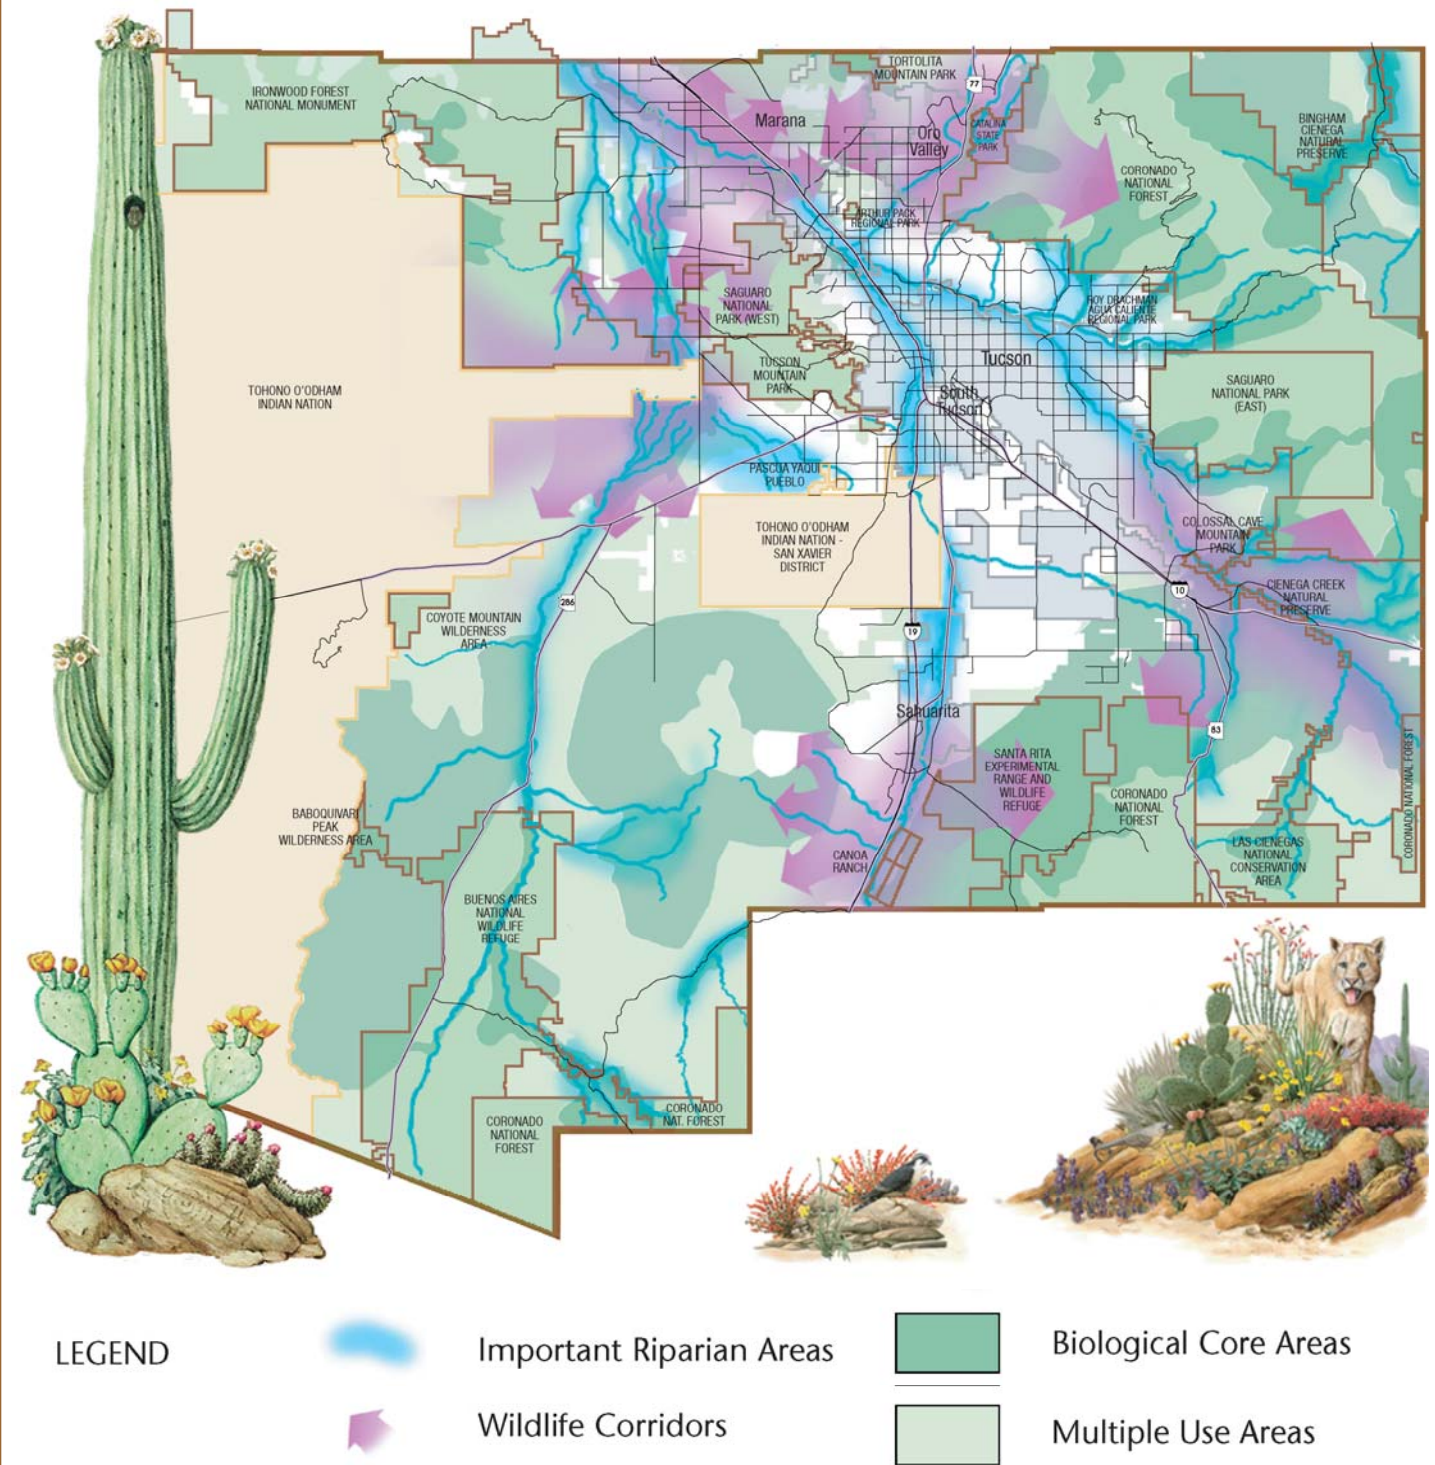 IRONWOOD FOREST
NATIONAL MONUMENT
TORTOLITA
MOUNTAIN PARK
77
Marana
Oro
Valley
CATALINA
STATE
PARK
BINGHAM
CIENEGA
NATURAL
PRESERVE
CORONADO
NATIONAL
FOREST
ARTHUR PACK
REGIONAL PARK
SAGUARO
NATIONAL
PARK (WEST)
ROY DRACHMAN
AGUA CALIENTE
REGIONAL PARK
TUCSON
MOUNTAIN
PARK
Tucson
South
Tucson
SAGUARO
NATIONAL PARK
(EAST)
TOHONO O'ODHAM
INDIAN NATION
PASCUA YAQUI
PUEBLO
TOHONO O'ODHAM
INDIAN NATION -
SAN XAVIER
DISTRICT
COLOSSAL CAVE
MOUNTAIN
PARK
10
CIENEGA CREEK
NATURAL
PRESERVE
286
COYOTE MOUNTAIN
WILDERNESS
AREA
19
Sahuarita
83
SANTA RITA
EXPERIMENTAL
RANGE AND
WILDLIFE
REFUGE
CORONADO
NATIONAL
FOREST
CORONADO NATIONAL FOREST
BABOQUIVARI
PEAK
WILDERNESS AREA
CANOA
RANCH
LAS CIENEGAS
NATIONAL
CONSERVATION
AREA
BUENOS AIRES
NATIONAL
WILDLIFE
REFUGE
CORONADO
NATIONAL
FOREST
CORONADO
NAT. FOREST
LEGEND
Important Riparian Areas
Biological Core Areas
Wildlife Corridors
Multiple Use Areas